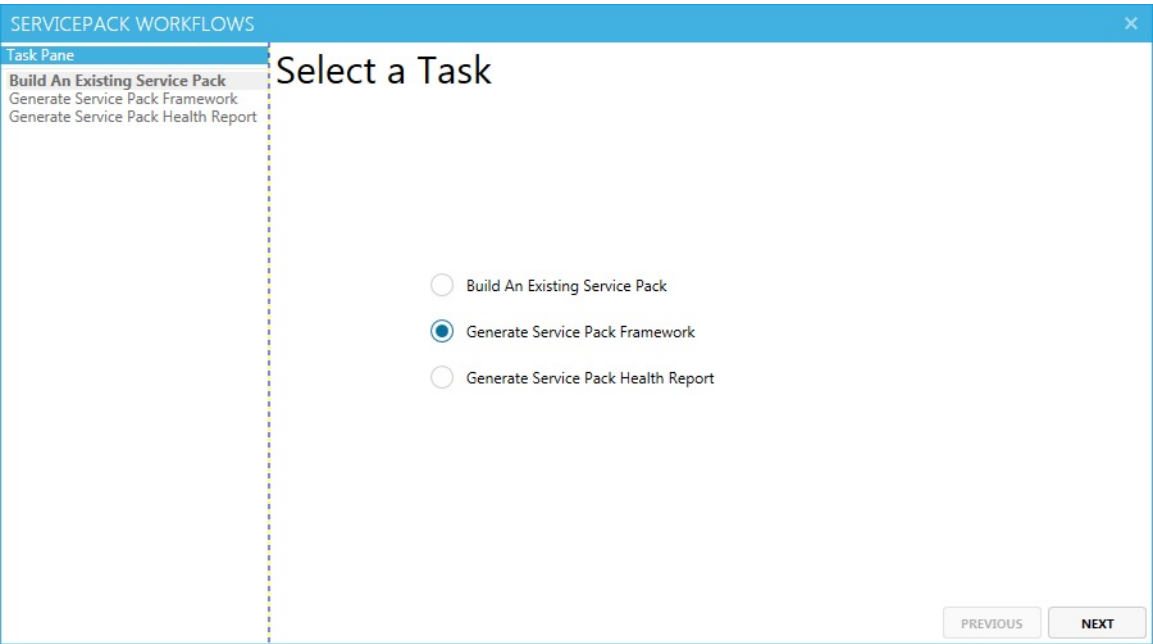 SERVICEPACK WORKFLOWS
Task Pane
Build An Existing Service Pack
Generate Service Pack Framework
Generate Service Pack Health Report
Select a Task
Build An Existing Service Pack
Generate Service Pack Framework
Generate Service Pack Health Report
PREVIOUS
NEXT